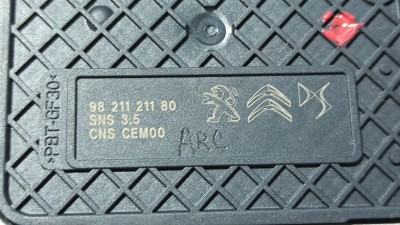 98 211 211 80
SNS 3.5
CNS CEM00
ARC
>PBT-GF30<